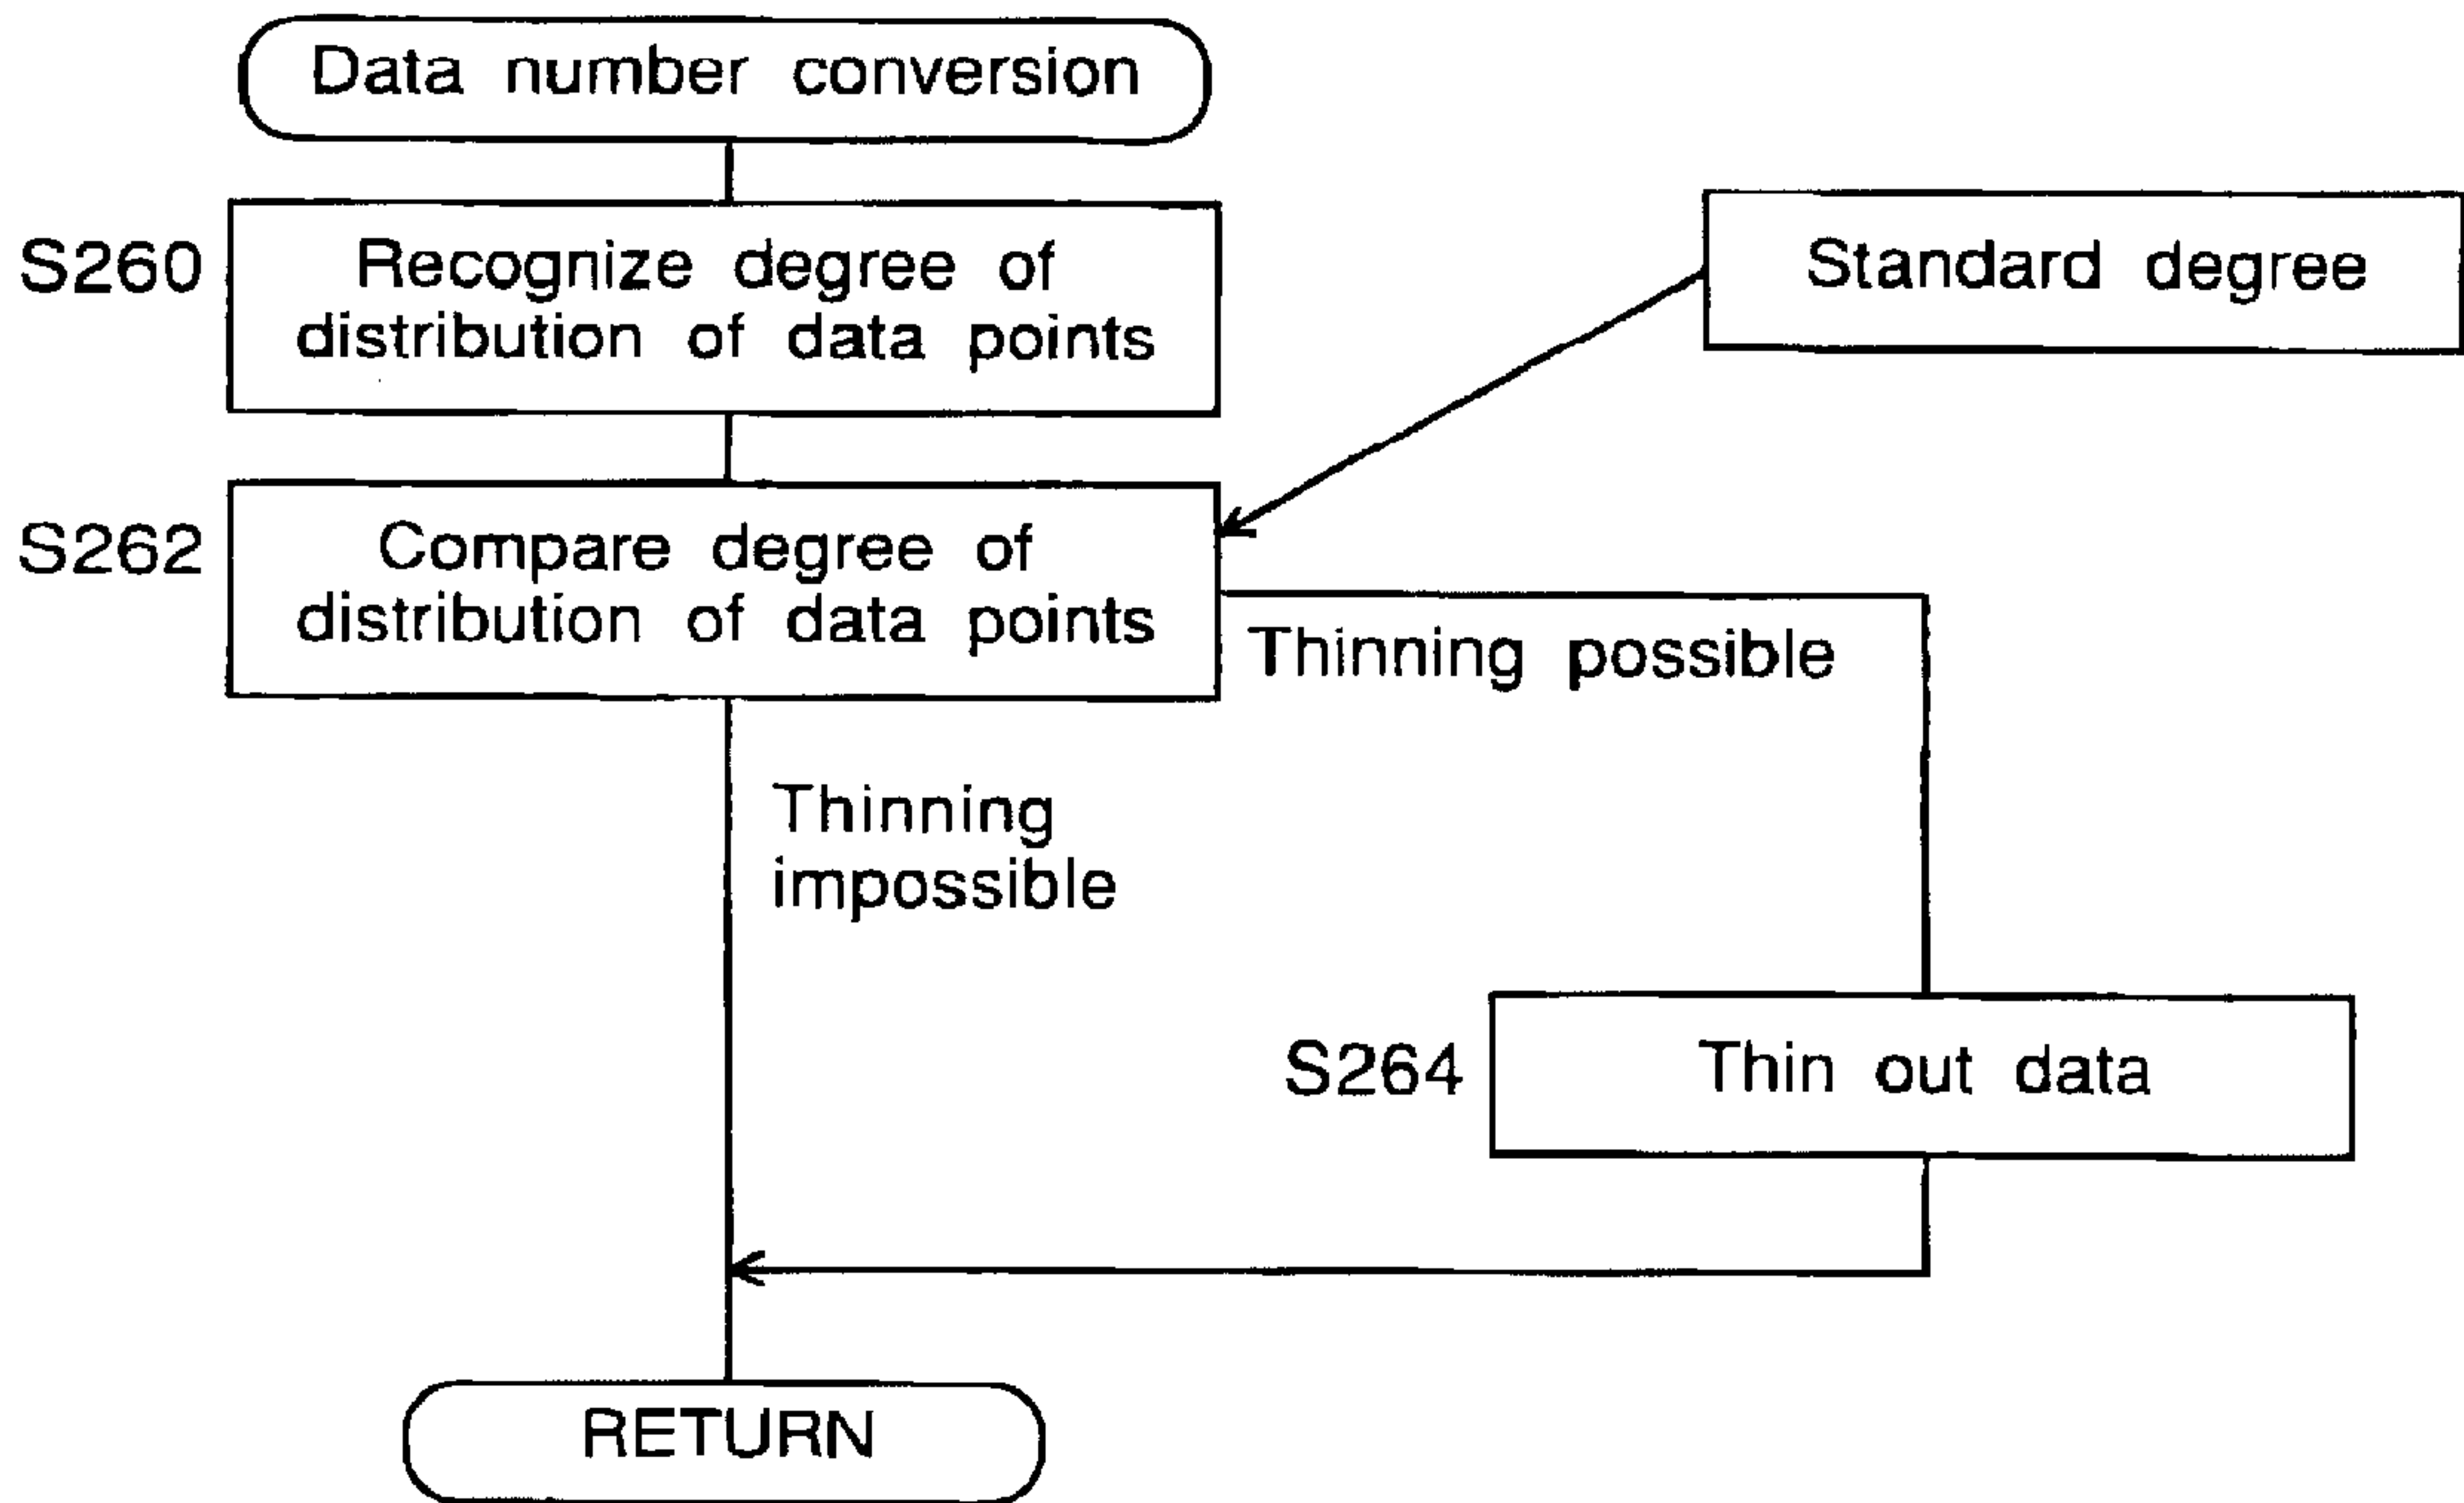 Data number conversion
S260
Recognize degree of
distribution of data points
Standard degree
S262
Compare degree of
distribution of data points
Thinning possible
Thinning
impossible
S264
Thin out data
RETURN